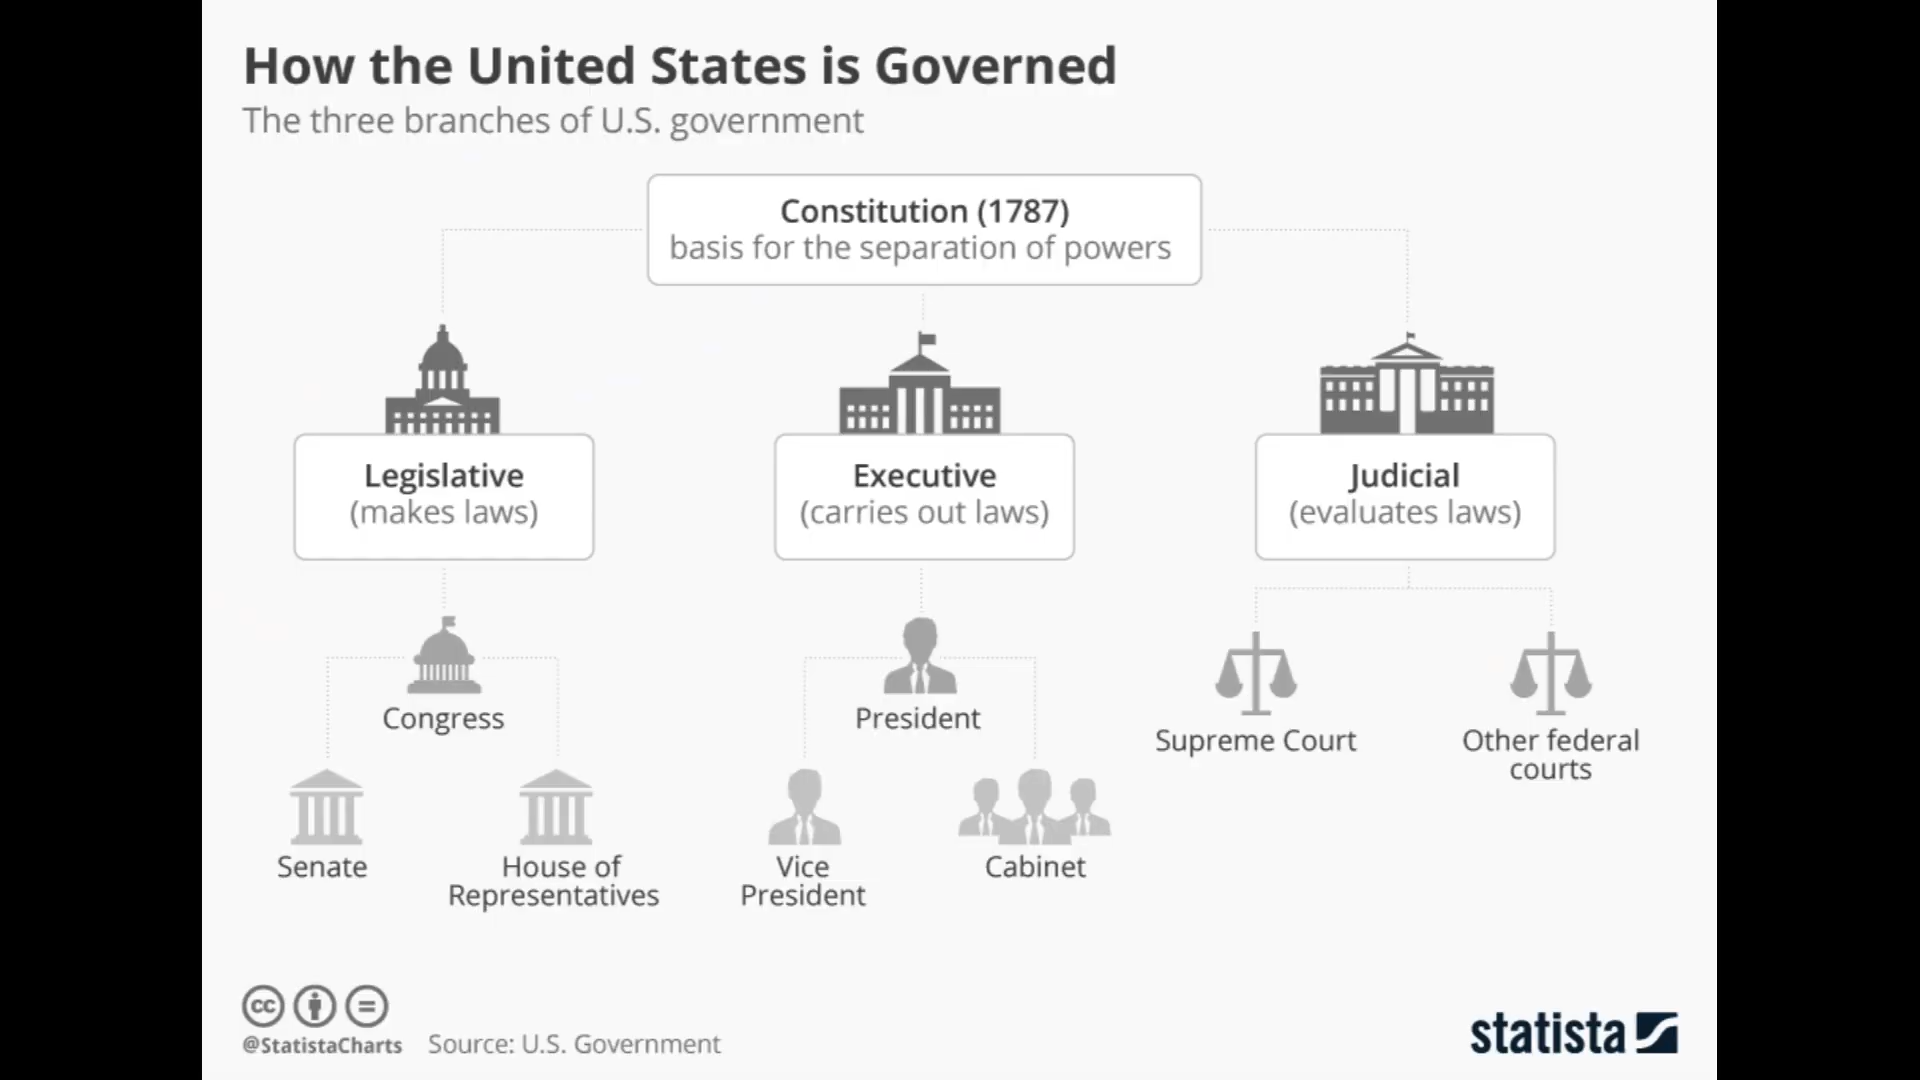 How the United States is Governed
The three branches of U.S. government
Constitution (1787)
basis for the separation of powers
Legislative
(makes laws)
Executive
(carries out laws)
Judicial
(evaluates laws)
Congress
President
Supreme Court
Other federal
courts
Senate
House of
Representatives
Vice
President
Cabinet
cc
@StatistaCharts
Source: U.S. Government
statista